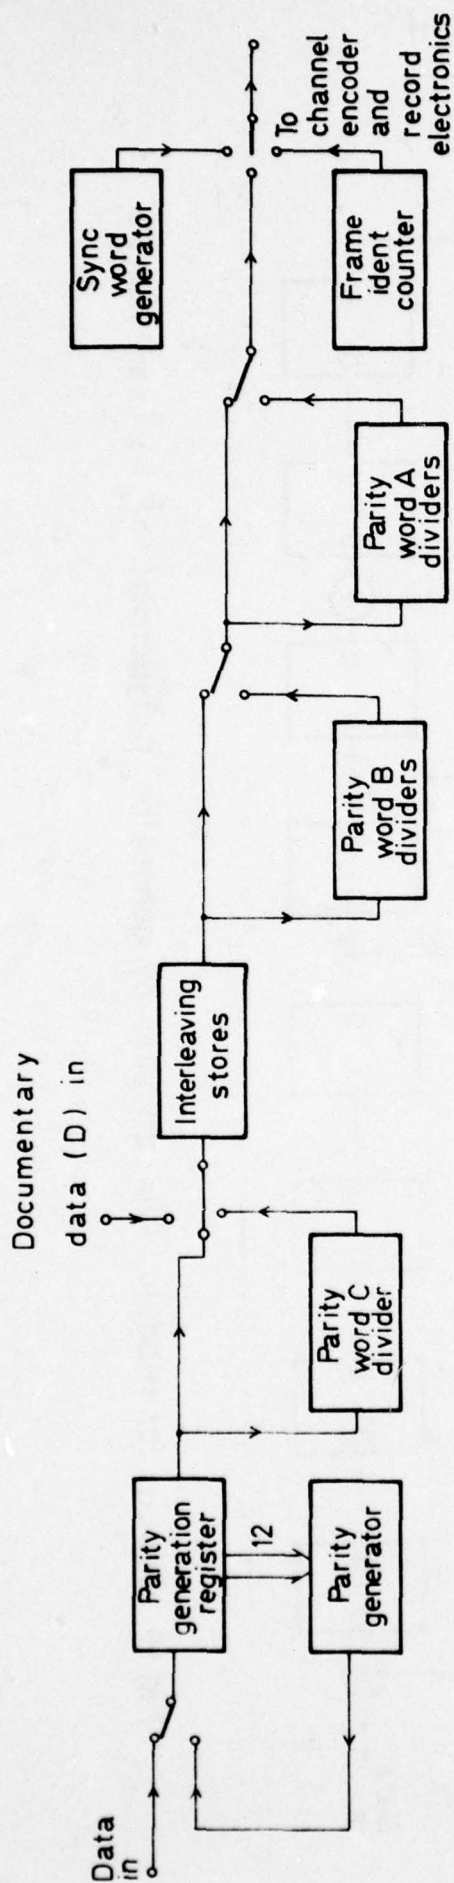 Data
in
Parity
generation
register
12
Parity
generator
Parity
word C
divider
Documentary
data (D) in
Interleaving
stores
Parity
word B
dividers
Parity
word A
dividers
Sync
word
generator
Frame
ident
counter
To
channel
encoder
and
record
electronics